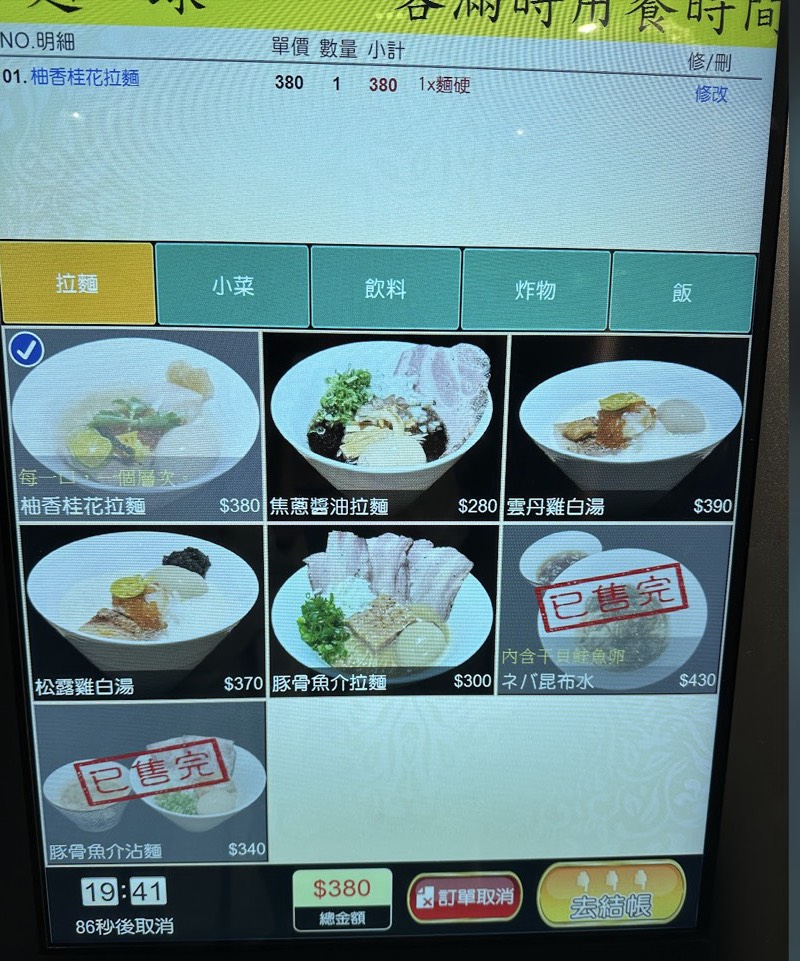 客滿時用餐時間
NO.明細 單價 數量 小計 修/刪
01.柚香桂花拉麵 380 1 380 1x麵硬 修改
拉麵 小菜 飲料 炸物 飯
每一口，一個層次。
柚香桂花拉麵 $380 焦蔥醬油拉麵 $280 雲丹雞白湯 $390
已售完
內含干貝鮭魚卵
松露雞白湯 $370 豚骨魚介拉麵 $300 ネバ昆布水 $430
已售完
豚骨魚介沾麵 $340
19:41 $380 訂單取消 去結帳
86秒後取消 總金額